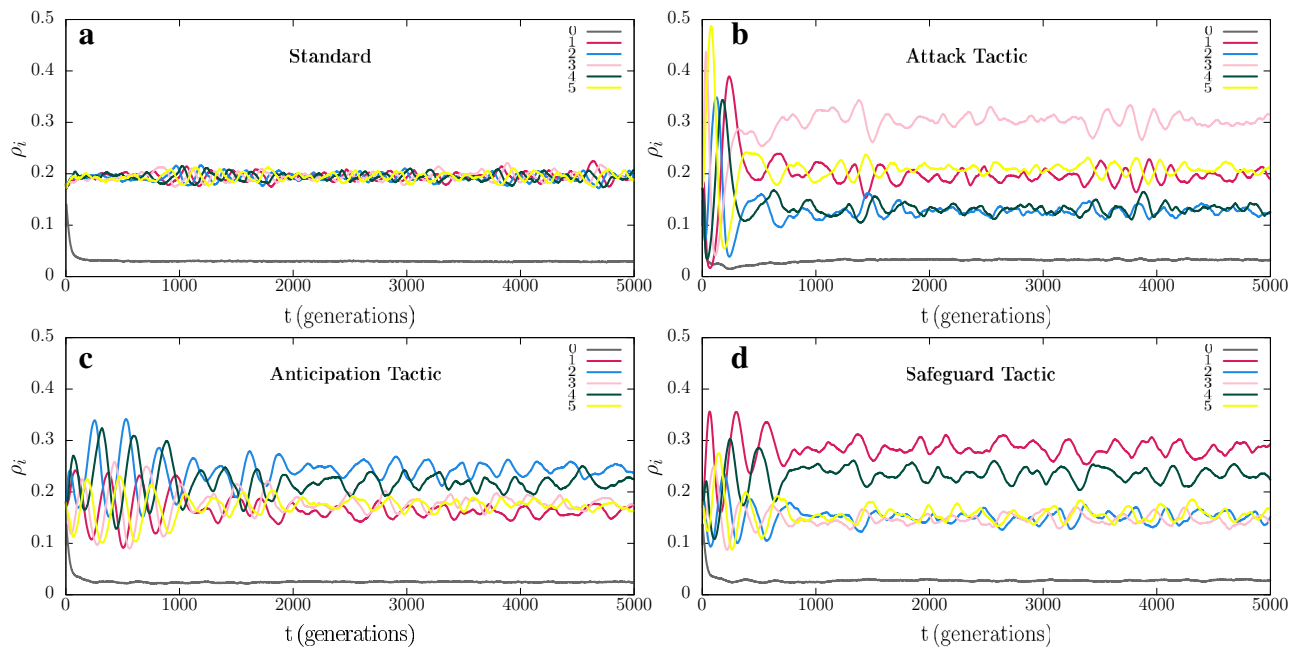 a
Standard
0
1
2
3
4
5
0.5
0.4
0.3
0.2
0.1
0
ρi
0 1000 2000 3000 4000 5000
t (generations)
b
Attack Tactic
0
1
2
3
4
5
0.5
0.4
0.3
0.2
0.1
0
ρi
0 1000 2000 3000 4000 5000
t (generations)
c
Anticipation Tactic
0
1
2
3
4
5
0.5
0.4
0.3
0.2
0.1
0
ρi
0 1000 2000 3000 4000 5000
t (generations)
d
Safeguard Tactic
0
1
2
3
4
5
0.5
0.4
0.3
0.2
0.1
0
ρi
0 1000 2000 3000 4000 5000
t (generations)